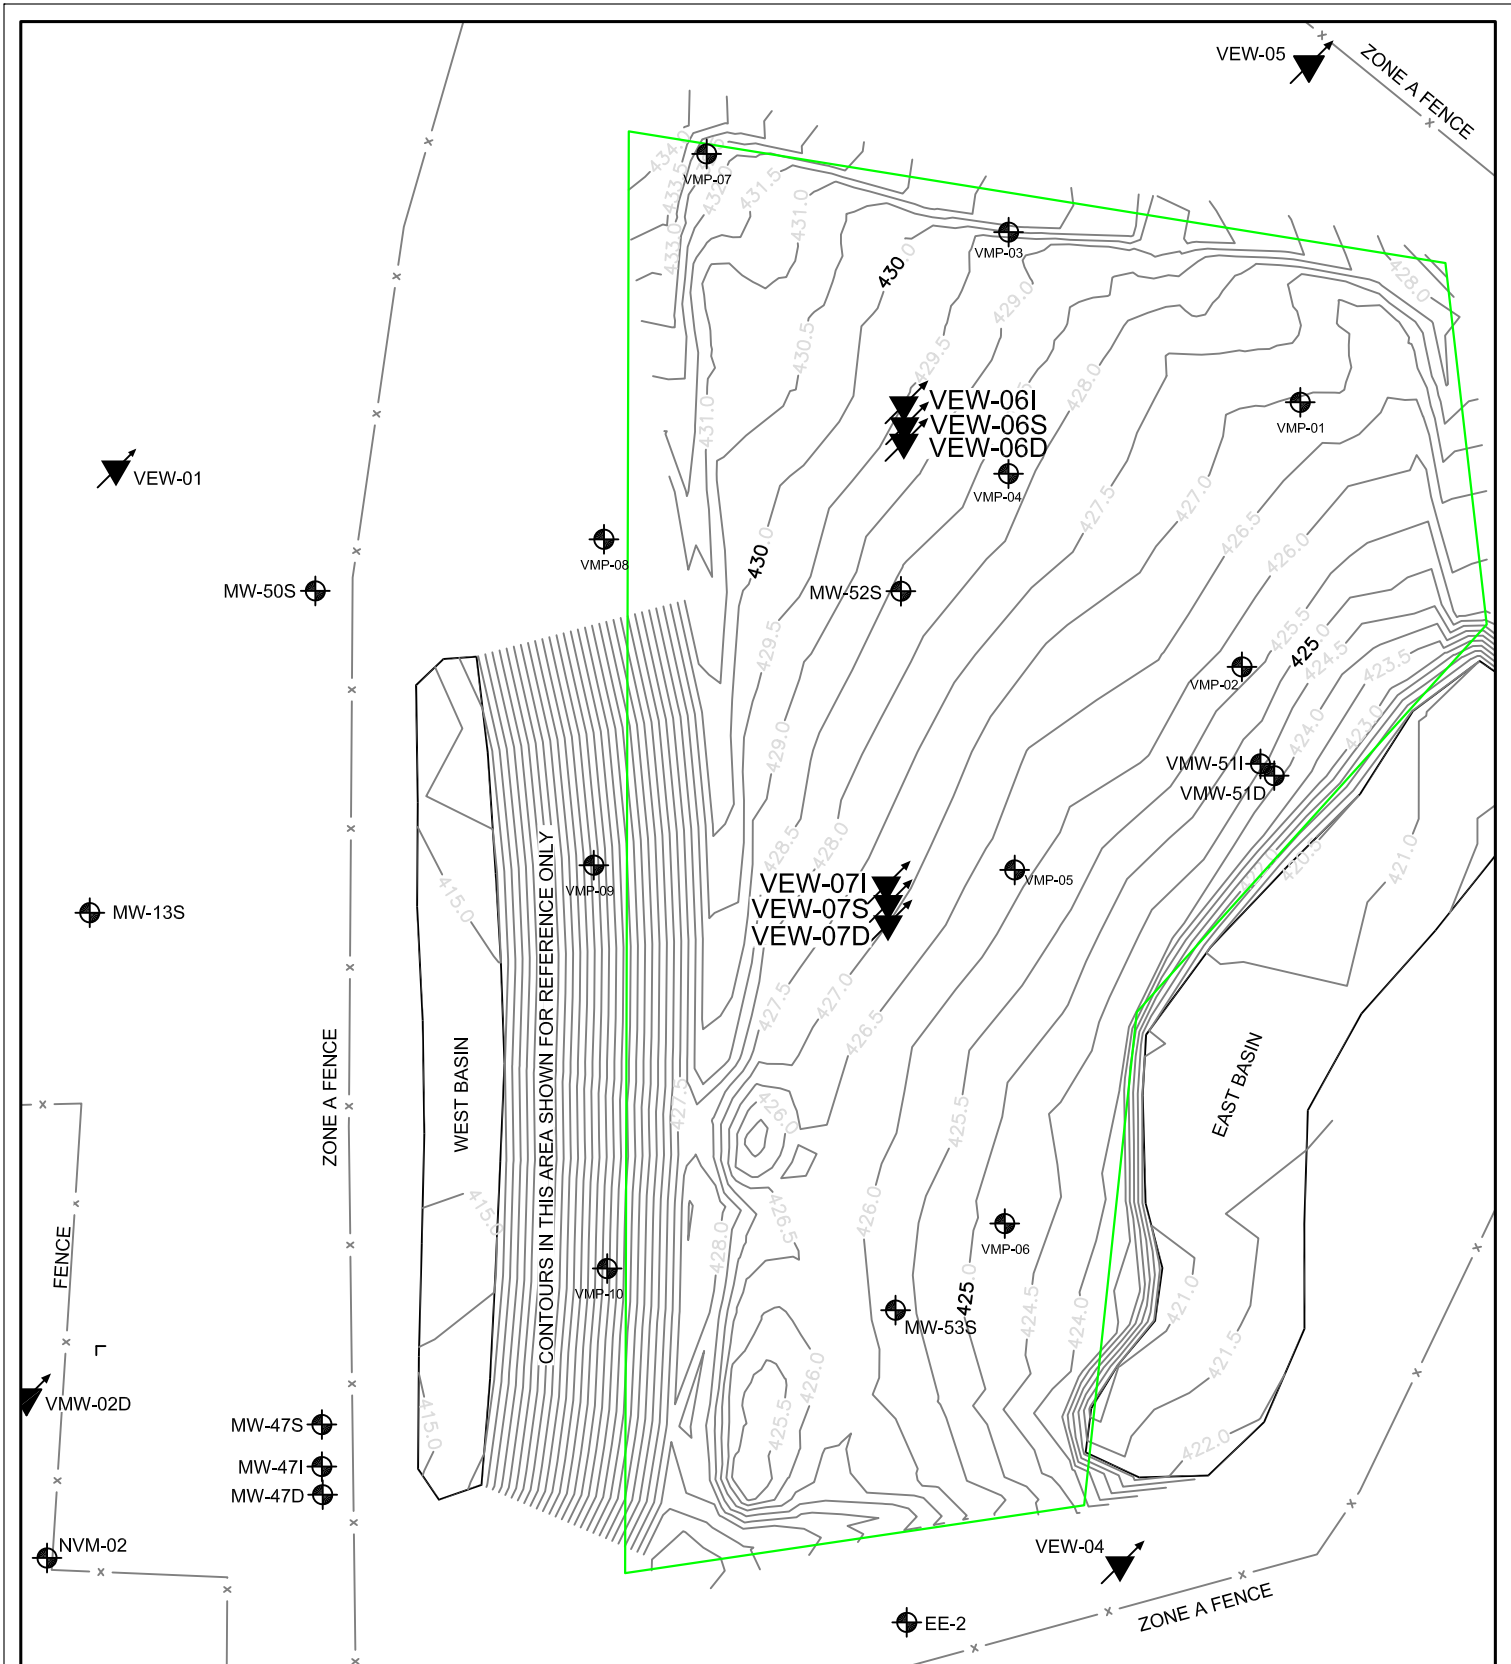 VEW-05
ZONE A FENCE
434.0
433.5
433.0
432.0
431.5
431.0
VMP-07
VMP-03
430
429.0
428.0
430.5
429.5
428.0
431.0
VEW-06I
VEW-06S
VEW-06D
VMP-01
VEW-01
VMP-04
427.5
427.0
426.5
426.0
430
VMP-08
MW-50S
MW-52S
429.5
425.5
425
424.5
423.5
424.0
423.0
VMP-02
429.0
VMW-51I
VMW-51D
428.5
428.0
421.0
420.5
VMP-09
VMP-05
VEW-07I
VEW-07S
VEW-07D
415.0
MW-13S
427.5
427.0
426.5
CONTOURS IN THIS AREA SHOWN FOR REFERENCE ONLY
WEST BASIN
ZONE A FENCE
EAST BASIN
427.5
426.0
425.5
415.0
428.0
426.5
426.0
FENCE
VMP-06
VMP-10
425.0
424.5
424.0
421.0
421.5
MW-53S
426.0
425.5
415.0
VMW-02D
MW-47S
MW-47I
MW-47D
422.0
NVM-02
VEW-04
ZONE A FENCE
EE-2